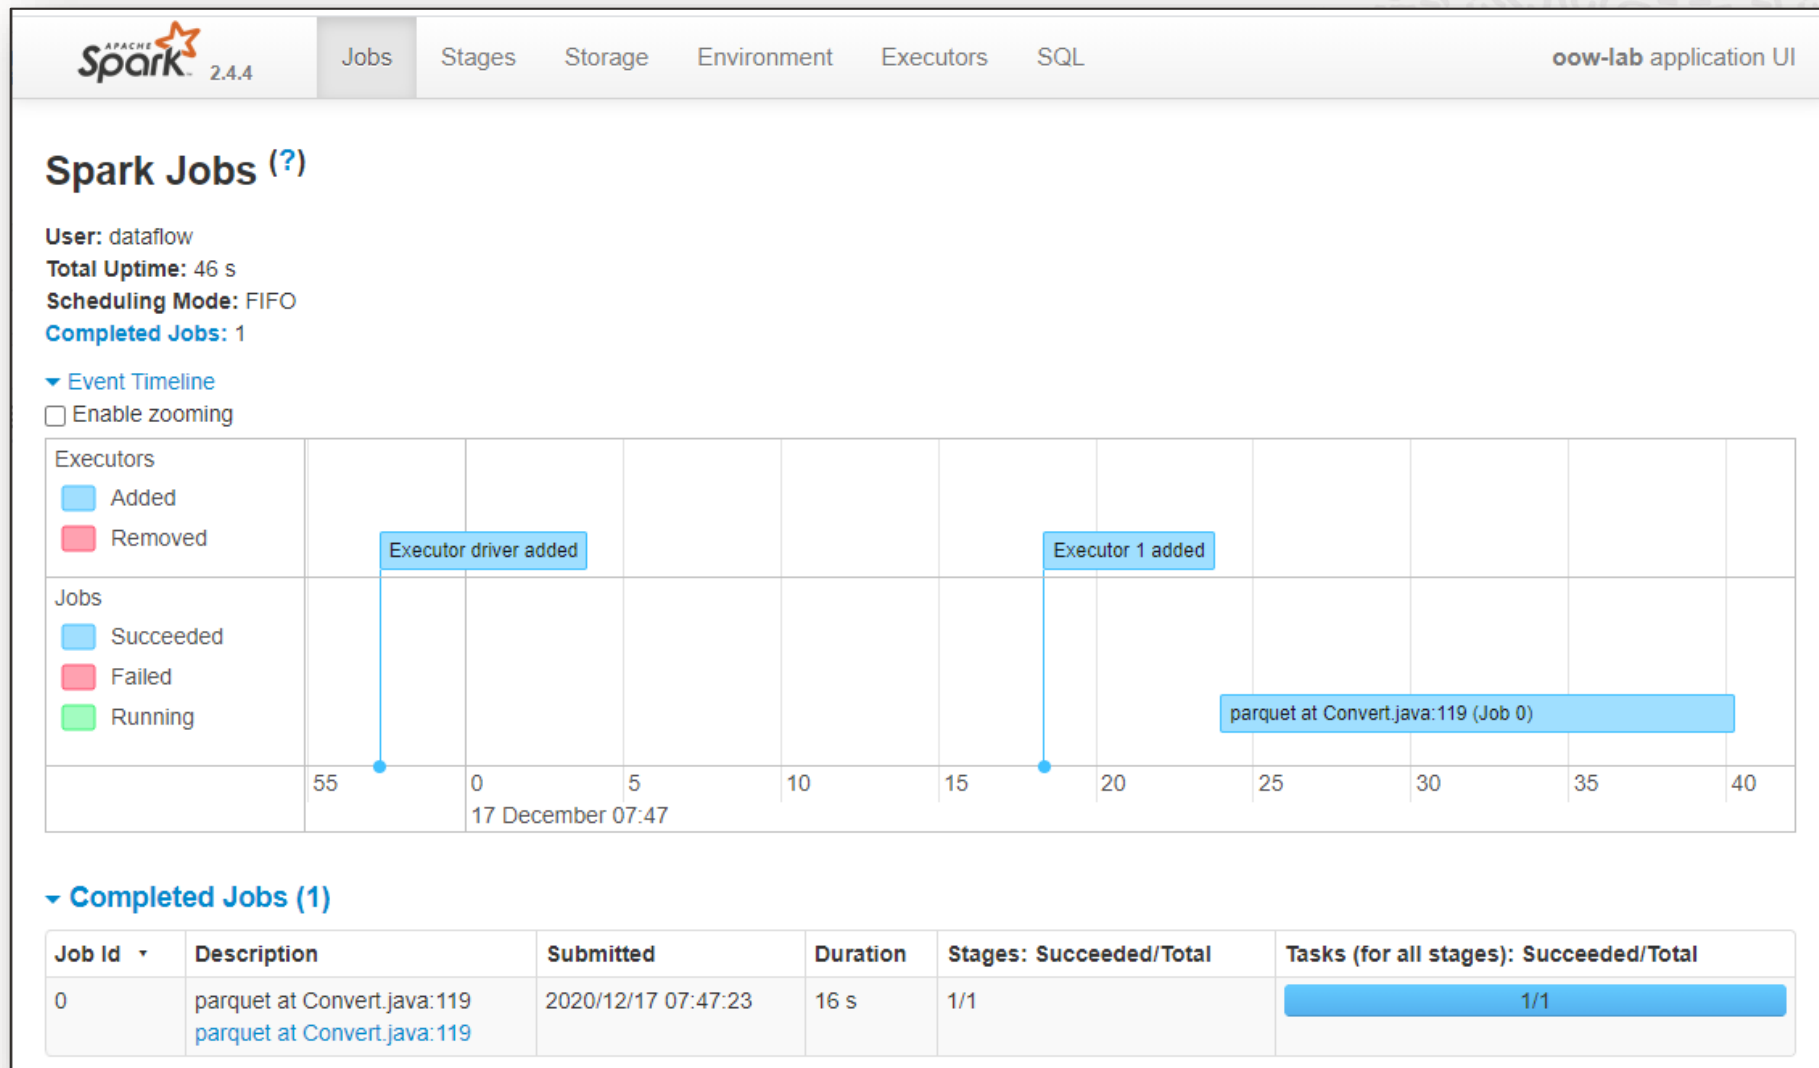 APACHE
Spark 2.4.4 Jobs Stages Storage Environment Executors SQL oow-lab application UI
Spark Jobs (?)
User: dataflow
Total Uptime: 46 s
Scheduling Mode: FIFO
Completed Jobs: 1
Event Timeline
Enable zooming
Executors
Added
Removed
Executor driver added Executor 1 added
Jobs
Succeeded
Failed
Running
parquet at Convert.java:119 (Job 0)
55 0 5 10 15 20 25 30 35 40
17 December 07:47
Completed Jobs (1)
Job Id Description Submitted Duration Stages: Succeeded/Total Tasks (for all stages): Succeeded/Total
0 parquet at Convert.java:119 2020/12/17 07:47:23 16 s 1/1 1/1
parquet at Convert.java:119